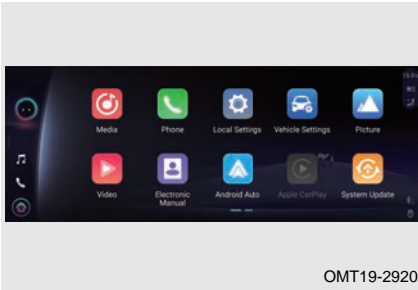 Media
Phone
Local Settings
Vehicle Settings
Picture
Video
Electronic
Manual
Android Auto
Apple CarPlay
System Update
OMT19-2920